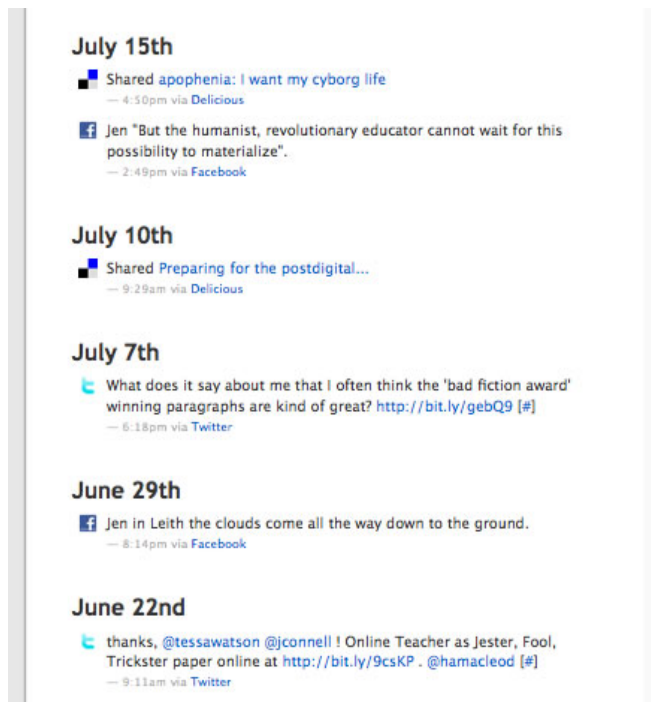 July 15th
Shared apophenia: I want my cyborg life
— 4:50pm via Delicious
Jen "But the humanist, revolutionary educator cannot wait for this
possibility to materialize".
— 2:49pm via Facebook
July 10th
Shared Preparing for the postdigital...
— 9:29am via Delicious
July 7th
What does it say about me that I often think the 'bad fiction award'
winning paragraphs are kind of great? http://bit.ly/gebQ9 [#]
— 6:18pm via Twitter
June 29th
Jen in Leith the clouds come all the way down to the ground.
— 8:14pm via Facebook
June 22nd
thanks, @tessawatson @jconnell ! Online Teacher as Jester, Fool,
Trickster paper online at http://bit.ly/9csKP . @hamacleod [#]
— 9:11am via Twitter